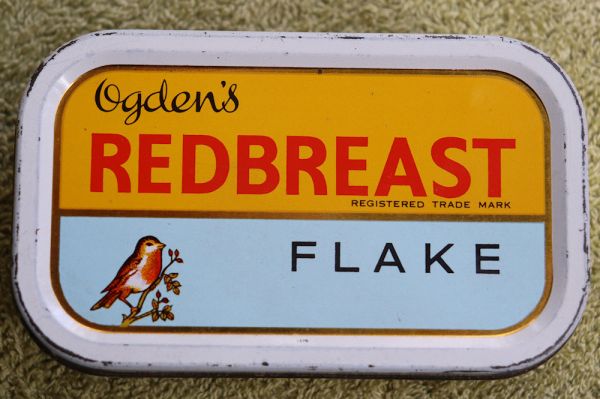 Ogden's
REDBREAST
REGISTERED TRADE MARK
FLAKE